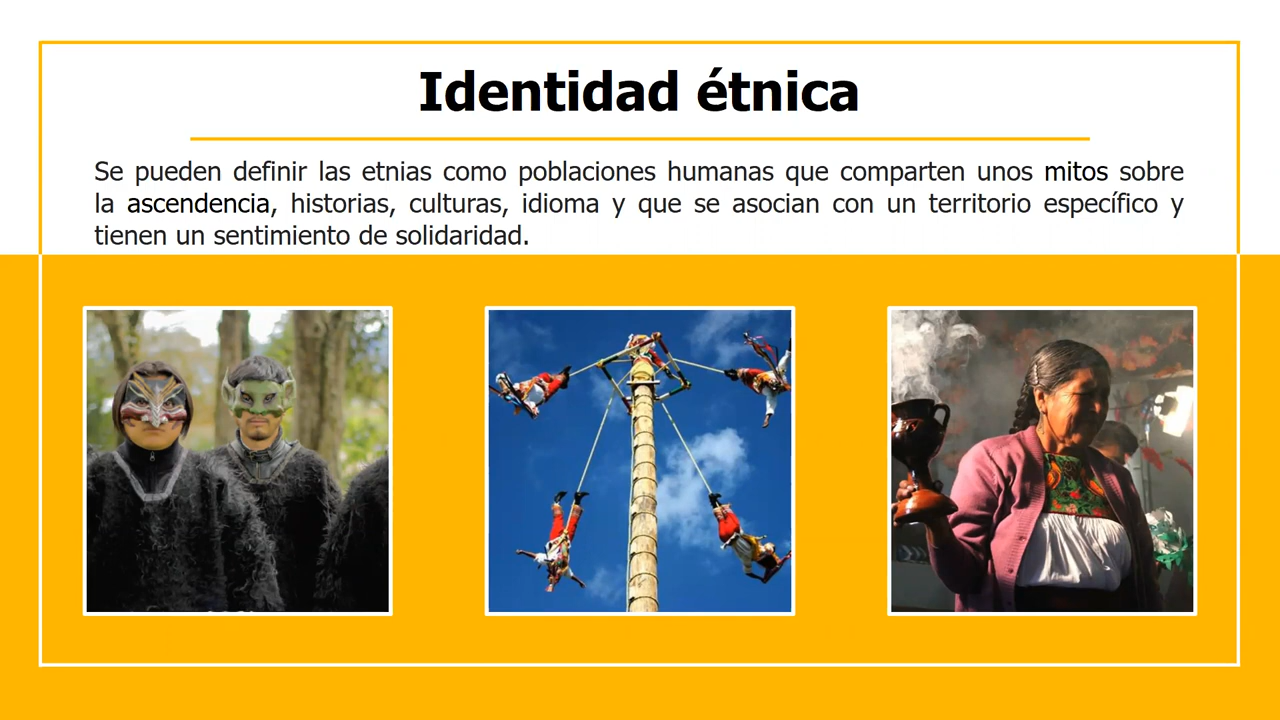 Identidad étnica
Se pueden definir las etnias como poblaciones humanas que comparten unos mitos sobre
la ascendencia, historias, culturas, idioma y que se asocian con un territorio específico y
tienen un sentimiento de solidaridad.